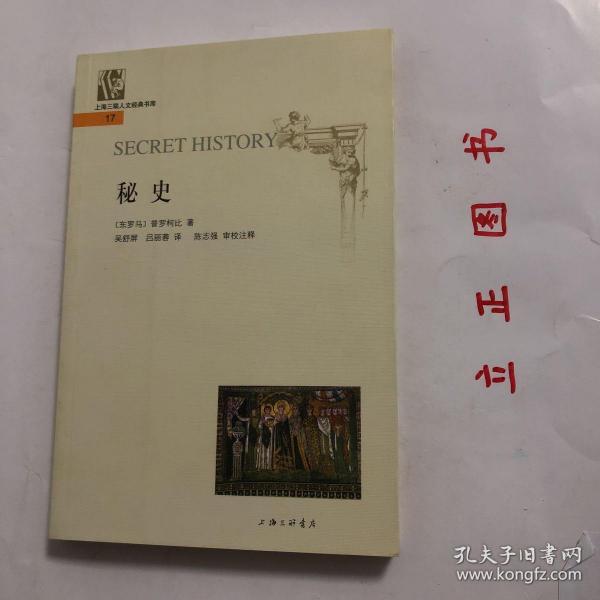 上海三联人文经典书库
17
SECRET HISTORY
秘史
〔东罗马〕普罗柯比 著
吴舒屏 吕丽蓉 译 陈志强 审校注释
上海三联书店
立正图书
孔夫子旧书网
www.kongfz.com